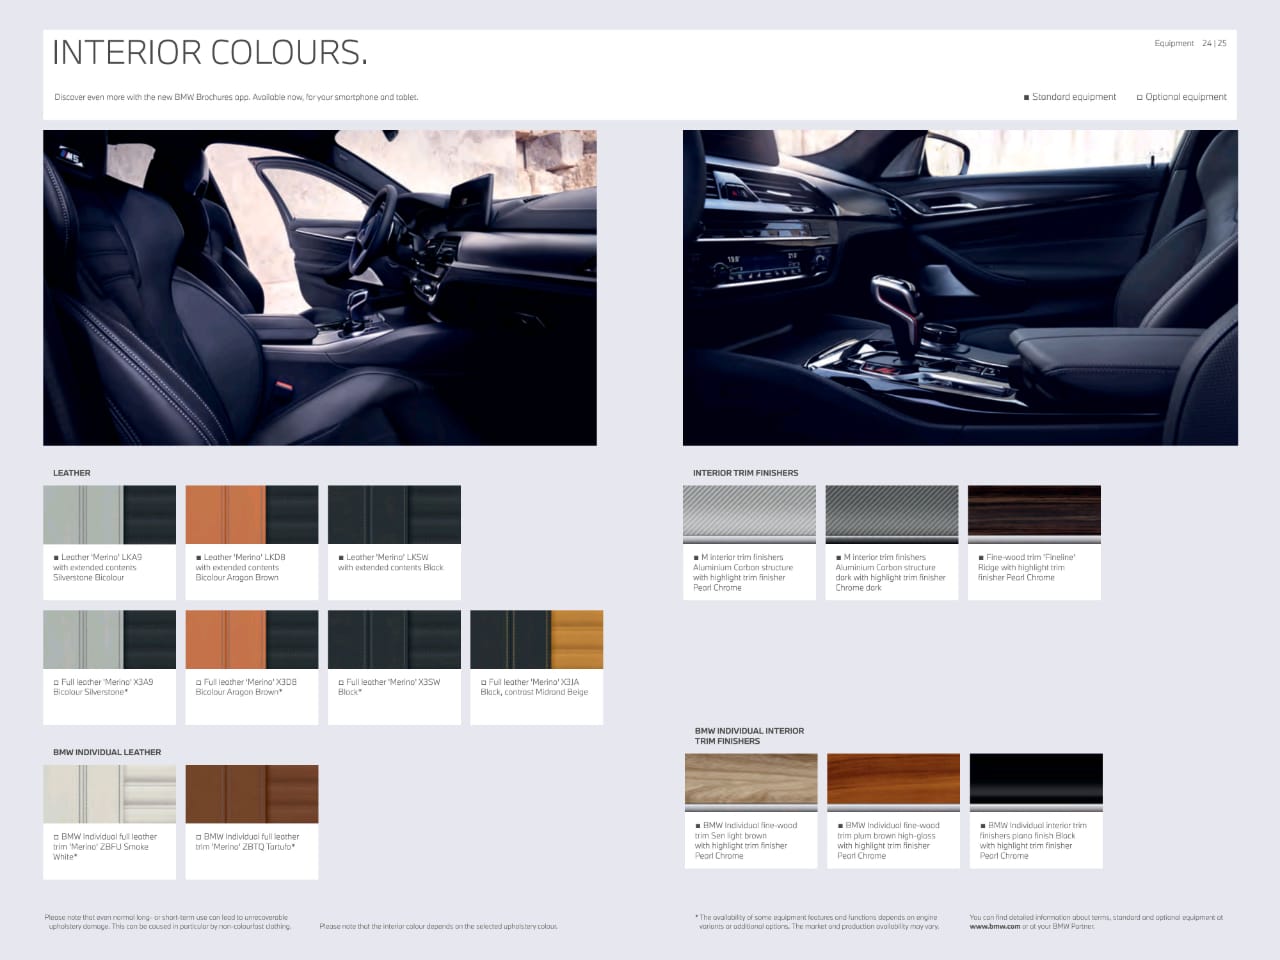 INTERIOR COLOURS.
Equipment 24 | 25
Discover even more with the new BMW Brochures app. Available now, for your smartphone and tablet.
■ Standard equipment □ Optional equipment
M5
LEATHER
■ Leather 'Merino' LKA9
with extended contents
Silverstone Bicolour
■ Leather 'Merino' LKD8
with extended contents
Bicolour Aragon Brown
■ Leather 'Merino' LKSW
with extended contents Black
□ Full leather 'Merino' X3A9
Bicolour Silverstone*
□ Full leather 'Merino' X3D8
Bicolour Aragon Brown*
□ Full leather 'Merino' X3SW
Black*
□ Full leather 'Merino' X3JA
Black, contrast Midrand Beige
BMW INDIVIDUAL LEATHER
□ BMW Individual full leather
trim 'Merino' ZBFU Smoke
White*
□ BMW Individual full leather
trim 'Merino' ZBTQ Tartufo*
INTERIOR TRIM FINISHERS
■ M interior trim finishers
Aluminium Carbon structure
with highlight trim finisher
Pearl Chrome
■ M interior trim finishers
Aluminium Carbon structure
dark with highlight trim finisher
Chrome dark
■ Fine-wood trim 'Fineline'
Ridge with highlight trim
finisher Pearl Chrome
BMW INDIVIDUAL INTERIOR
TRIM FINISHERS
■ BMW Individual fine-wood
trim Sen light brown
with highlight trim finisher
Pearl Chrome
■ BMW Individual fine-wood
trim plum brown high-gloss
with highlight trim finisher
Pearl Chrome
■ BMW Individual interior trim
finishers piano finish Black
with highlight trim finisher
Pearl Chrome
Please note that even normal long- or short-term use can lead to unrecoverable
upholstery damage. This can be caused in particular by non-colourfast clothing.
Please note that the interior colour depends on the selected upholstery colour.
* The availability of some equipment features and functions depends on engine
variants or additional options. The market and production availability may vary.
You can find detailed information about terms, standard and optional equipment at
www.bmw.com or at your BMW Partner.